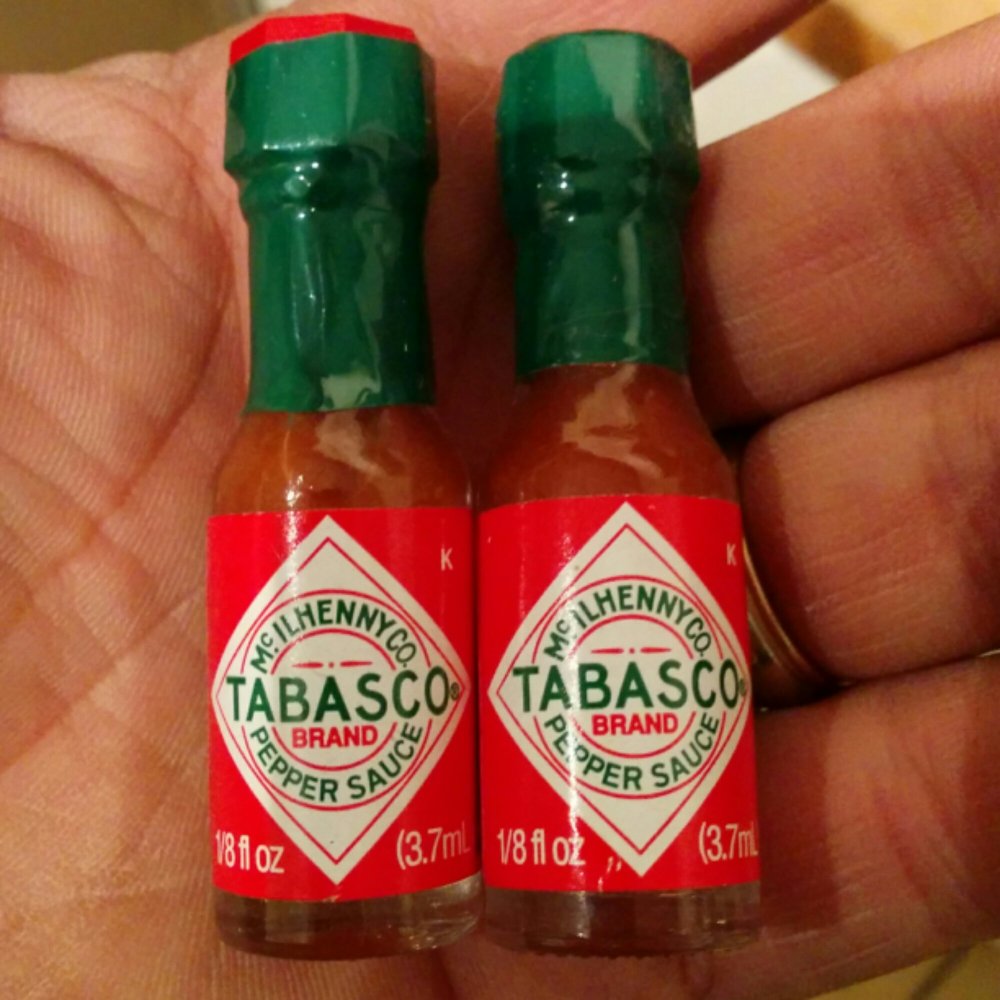 K
McILHENNY CO.
TABASCO®
BRAND
PEPPER SAUCE
1/8 fl oz (3.7mL
K
McILHENNY CO.
TABASCO®
BRAND
PEPPER SAUCE
1/8 fl oz (3.7mL